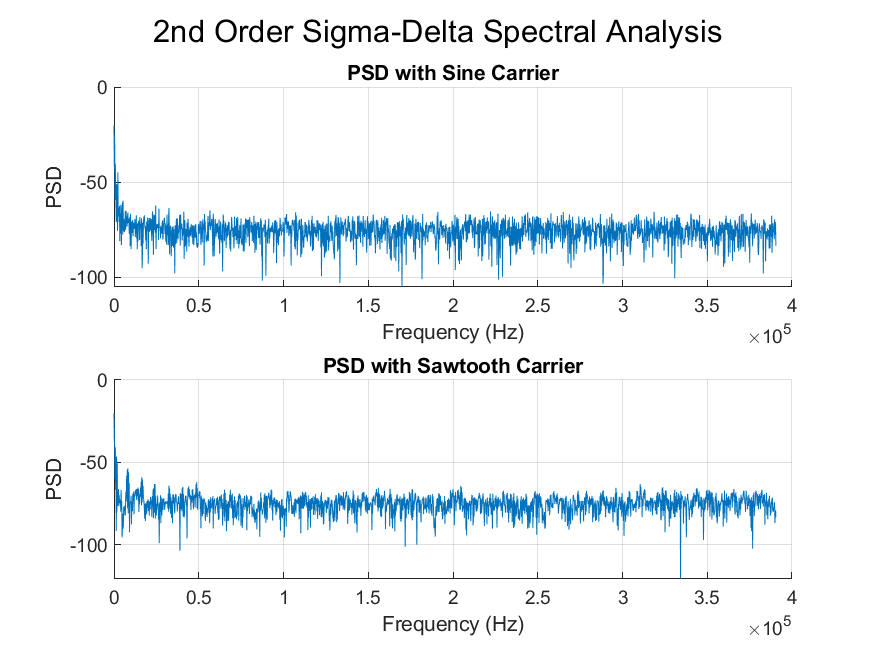 2nd Order Sigma-Delta Spectral Analysis
PSD with Sine Carrier
0
-50
-100
PSD
0 0.5 1 1.5 2 2.5 3 3.5 4
Frequency (Hz)
×10^5
PSD with Sawtooth Carrier
0
-50
-100
PSD
0 0.5 1 1.5 2 2.5 3 3.5 4
Frequency (Hz)
×10^5